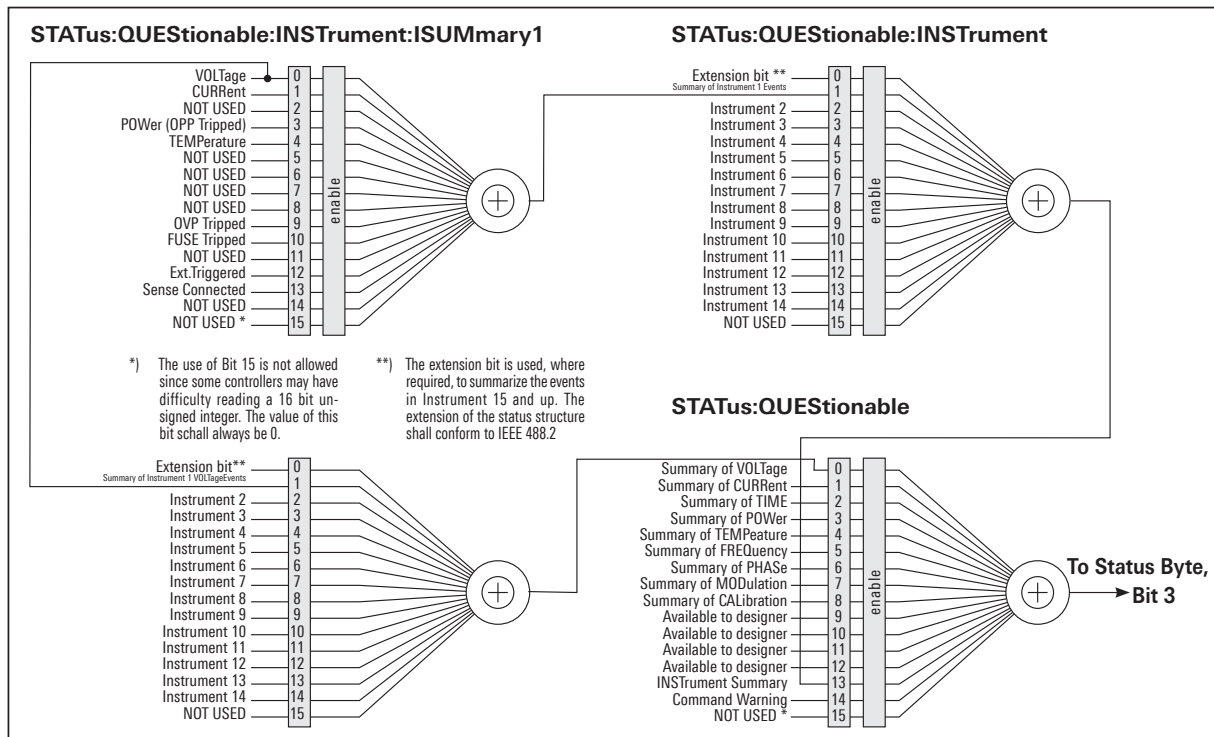 STATus:QUEStionable:INSTrument:ISUMmary1
VOLTage 0
CURRent 1
NOT USED 2
POWer (OPP Tripped) 3
TEMPerature 4
NOT USED 5
NOT USED 6
NOT USED 7
NOT USED 8
OVP Tripped 9
FUSE Tripped 10
NOT USED 11
Ext.Triggered 12
Sense Connected 13
NOT USED 14
NOT USED * 15
enable
STATus:QUEStionable:INSTrument
Extension bit ** 0
Summary of Instrument 1 Events 1
Instrument 2 2
Instrument 3 3
Instrument 4 4
Instrument 5 5
Instrument 6 6
Instrument 7 7
Instrument 8 8
Instrument 9 9
Instrument 10 10
Instrument 11 11
Instrument 12 12
Instrument 13 13
Instrument 14 14
NOT USED 15
enable
*) The use of Bit 15 is not allowed
since some controllers may have
difficulty reading a 16 bit un-
signed integer. The value of this
bit schall always be 0.
**) The extension bit is used, where
required, to summarize the events
in Instrument 15 and up. The
extension of the status structure
shall conform to IEEE 488.2
Extension bit** 0
Summary of Instrument 1 VOLTageEvents 1
Instrument 2 2
Instrument 3 3
Instrument 4 4
Instrument 5 5
Instrument 6 6
Instrument 7 7
Instrument 8 8
Instrument 9 9
Instrument 10 10
Instrument 11 11
Instrument 12 12
Instrument 13 13
Instrument 14 14
NOT USED 15
STATus:QUEStionable
Summary of VOLTage 0
Summary of CURRent 1
Summary of TIME 2
Summary of POWer 3
Summary of TEMPeature 4
Summary of FREQuency 5
Summary of PHASe 6
Summary of MODulation 7
Summary of CALibration 8
Available to designer 9
Available to designer 10
Available to designer 11
Available to designer 12
INSTrument Summary 13
Command Warning 14
NOT USED * 15
enable
To Status Byte,
Bit 3